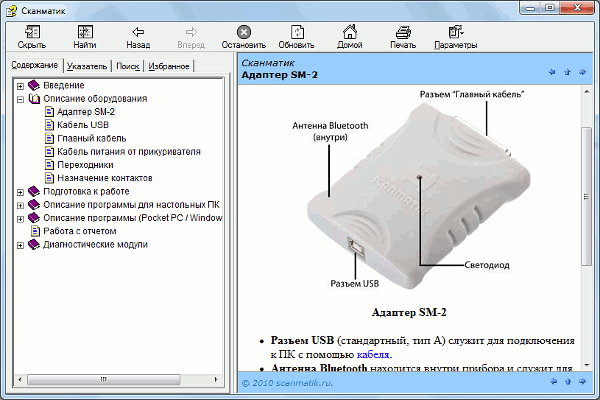 Сканматик
Скрыть Найти Назад Вперед Остановить Обновить Домой Печать Параметры
Содержание Указатель Поиск Избранное
Введение
Описание оборудования
Адаптер SM-2
Кабель USB
Главный кабель
Кабель питания от прикуривателя
Переходники
Назначение контактов
Подготовка к работе
Описание программы для настольных ПК
Описание программы (Pocket PC / Window
Работа с отчетом
Диагностические модули
Сканматик
Адаптер SM-2
Разъем "Главный кабель"
Антенна Bluetooth
(внутри)
сканматик
Светодиод
Разъем USB
Адаптер SM-2
• Разъем USB (стандартный, тип A) служит для подключения
к ПК с помощью кабеля.
• Антенна Bluetooth находится внутри прибора и служит для
© 2010 scanmatik.ru.